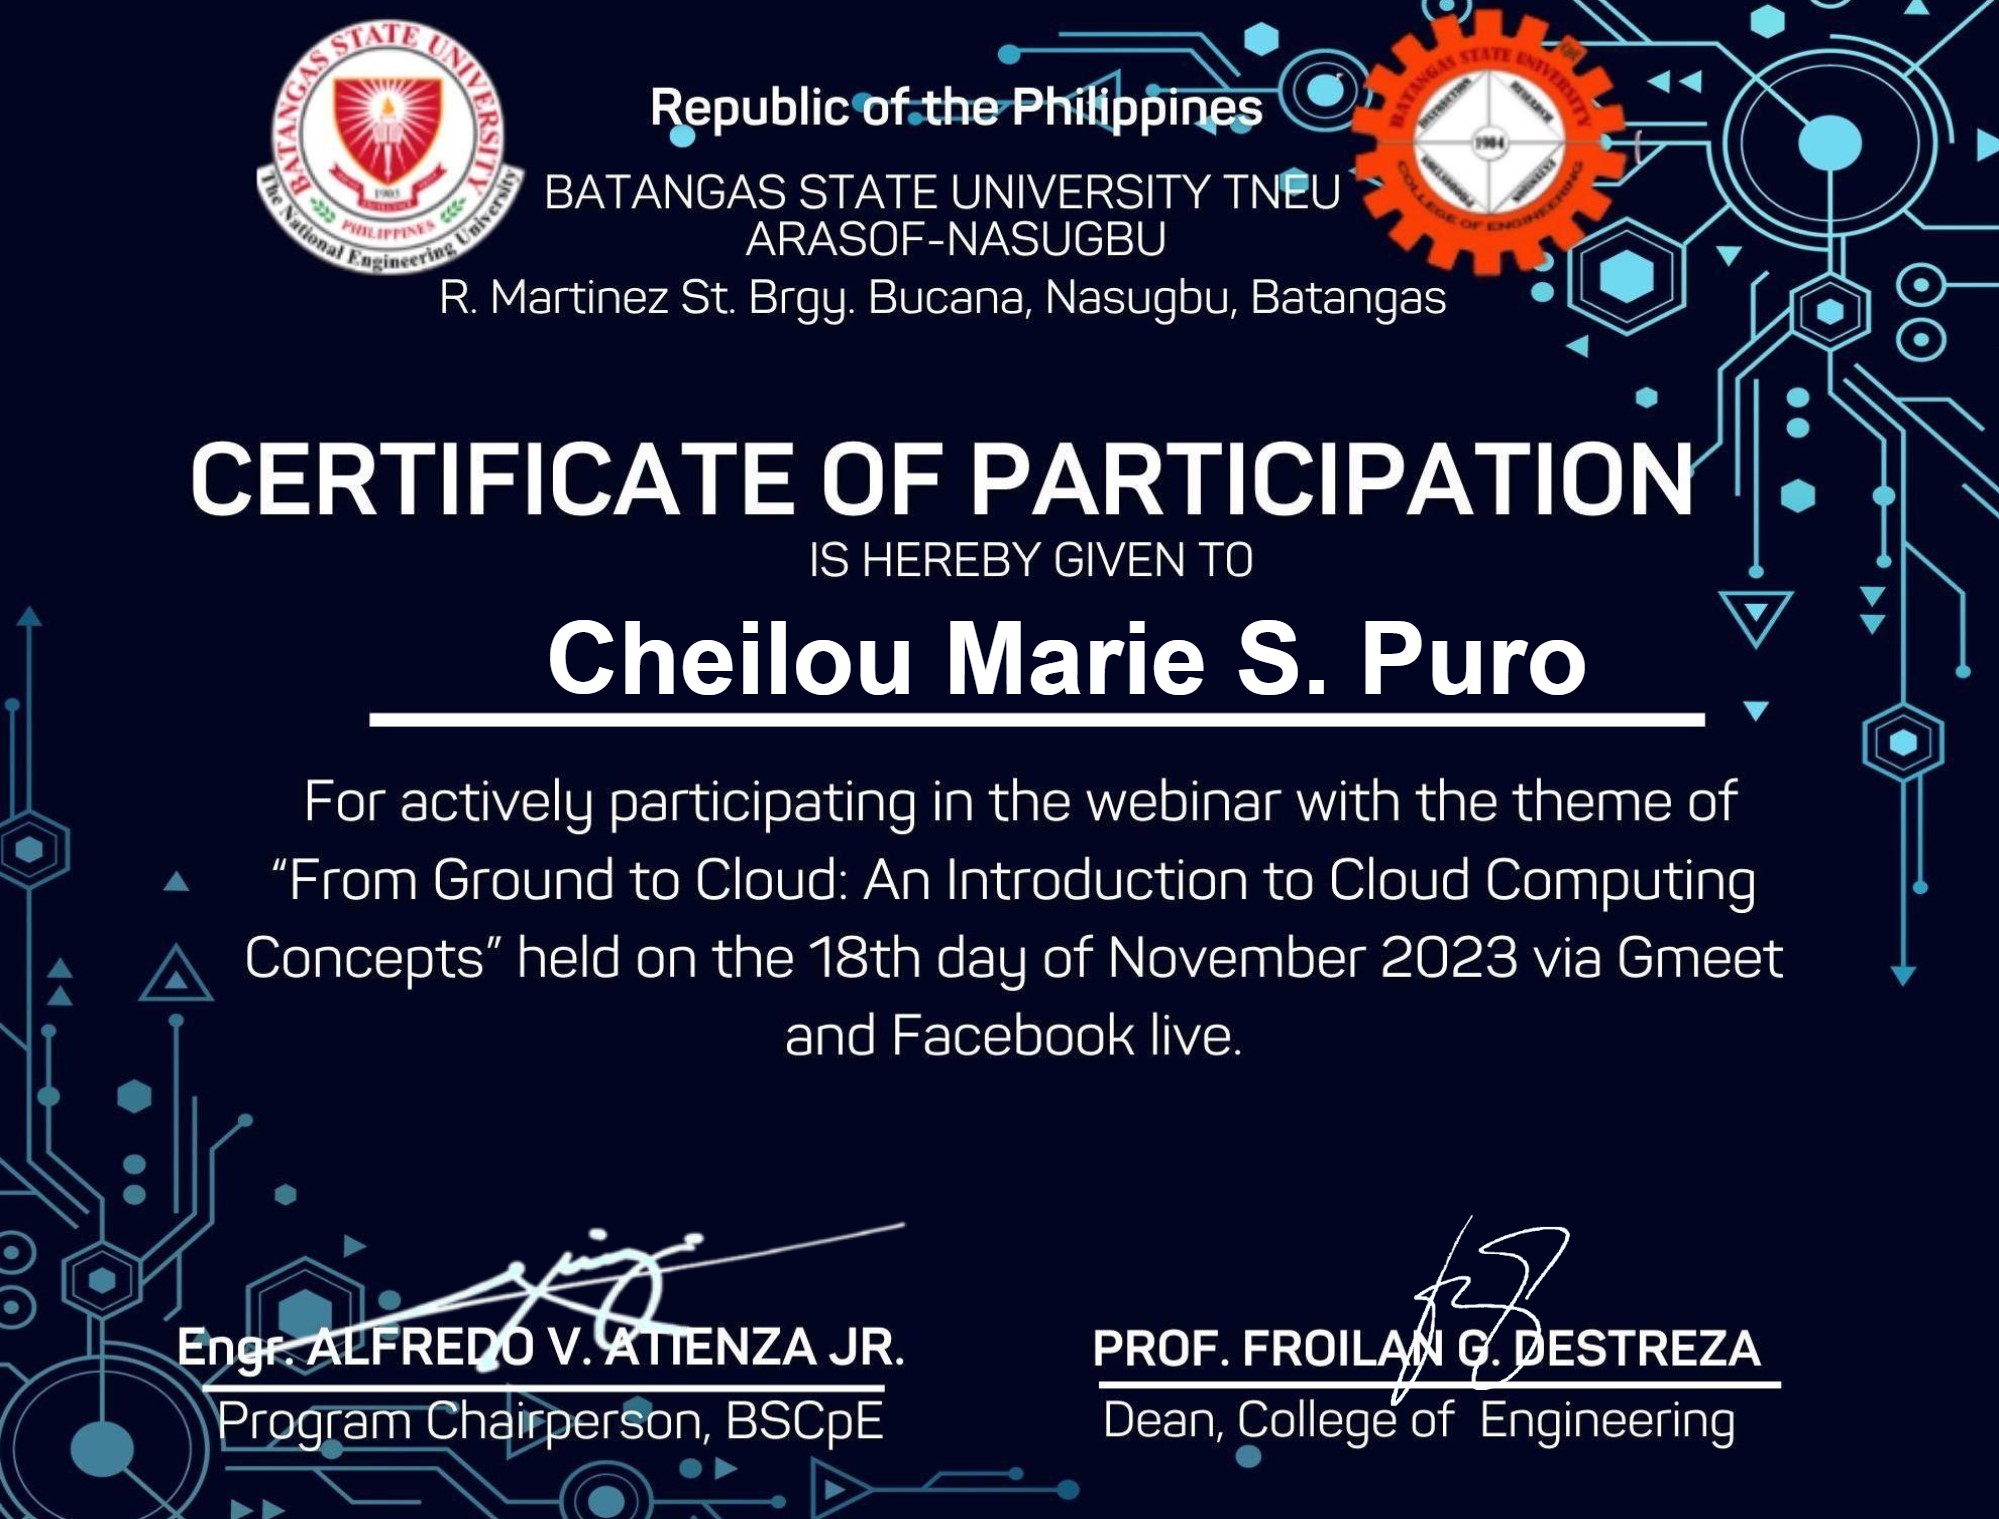 BATANGAS STATE UNIVERSITY
1903
PHILIPPINES
The National Engineering University
Republic of the Philippines
BATANGAS STATE UNIVERSITY TNEU
ARASOF-NASUGBU
R. Martinez St. Brgy. Bucana, Nasugbu, Batangas
BATANGAS STATE UNIVERSITY
INSTRUCTION
RESEARCH
1984
EXTENSION
COLLEGE OF ENGINEERING
CERTIFICATE OF PARTICIPATION
IS HEREBY GIVEN TO
Cheilou Marie S. Puro
For actively participating in the webinar with the theme of
“From Ground to Cloud: An Introduction to Cloud Computing
Concepts” held on the 18th day of November 2023 via Gmeet
and Facebook live.
Engr. ALFREDO V. ATIENZA JR.
Program Chairperson, BSCpE
PROF. FROILAN G. DESTREZA
Dean, College of Engineering